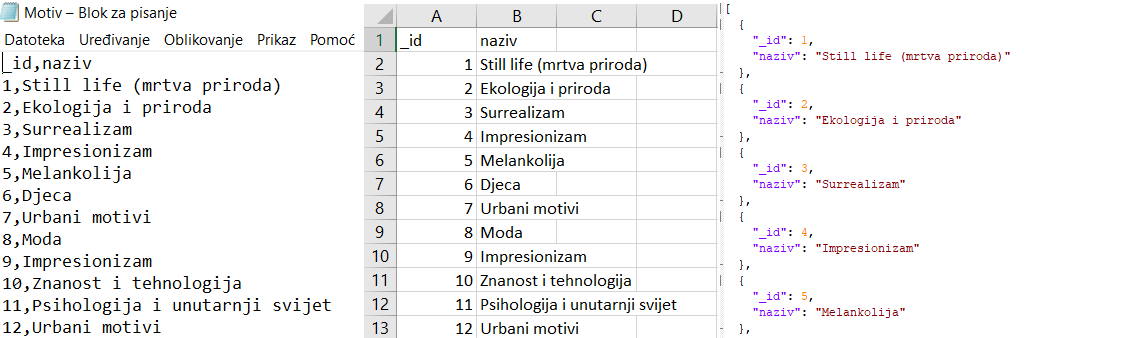 Motiv – Blok za pisanje
Datoteka Uređivanje Oblikovanje Prikaz Pomoć
_id,naziv
1,Still life (mrtva priroda)
2,Ekologija i priroda
3,Surrealizam
4,Impresionizam
5,Melankolija
6,Djeca
7,Urbani motivi
8,Moda
9,Impresionizam
10,Znanost i tehnologija
11,Psihologija i unutarnji svijet
12,Urbani motivi
A B C D
1 _id naziv
2 1 Still life (mrtva priroda)
3 2 Ekologija i priroda
4 3 Surrealizam
5 4 Impresionizam
6 5 Melankolija
7 6 Djeca
8 7 Urbani motivi
9 8 Moda
10 9 Impresionizam
11 10 Znanost i tehnologija
12 11 Psihologija i unutarnji svijet
13 12 Urbani motivi
[
{
"_id": 1,
"naziv": "Still life (mrtva priroda)"
},
{
"_id": 2,
"naziv": "Ekologija i priroda"
},
{
"_id": 3,
"naziv": "Surrealizam"
},
{
"_id": 4,
"naziv": "Impresionizam"
},
{
"_id": 5,
"naziv": "Melankolija"
},